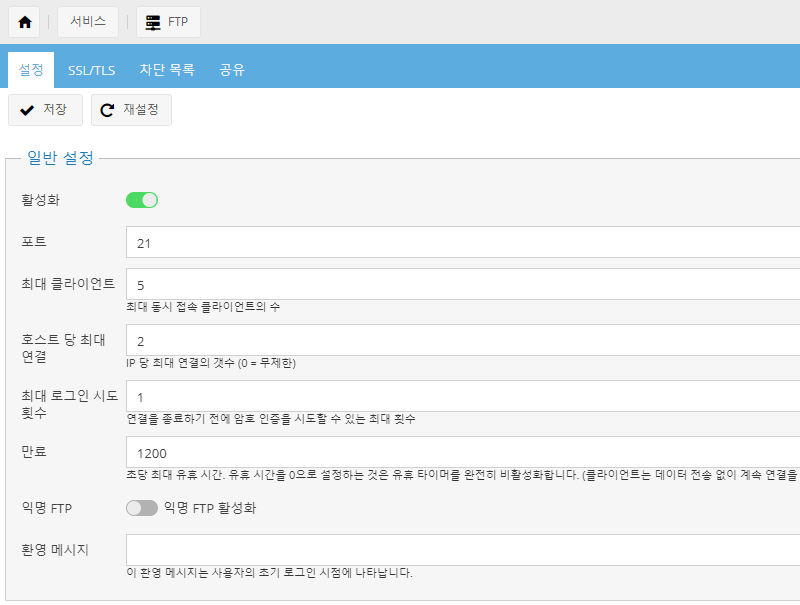 서비스 FTP
설정 SSL/TLS 차단 목록 공유
저장 재설정
일반 설정
활성화
포트 21
최대 클라이언트 5
최대 동시 접속 클라이언트의 수
호스트 당 최대 연결 2
IP 당 최대 연결의 갯수 (0 = 무제한)
최대 로그인 시도 횟수 1
연결을 종료하기 전에 암호 인증을 시도할 수 있는 최대 횟수
만료 1200
초당 최대 유휴 시간. 유휴 시간을 0으로 설정하는 것은 유휴 타이머를 완전히 비활성화합니다. (클라이언트는 데이터 전송 없이 계속 연결을
익명 FTP 익명 FTP 활성화
환영 메시지
이 환영 메시지는 사용자의 초기 로그인 시점에 나타납니다.